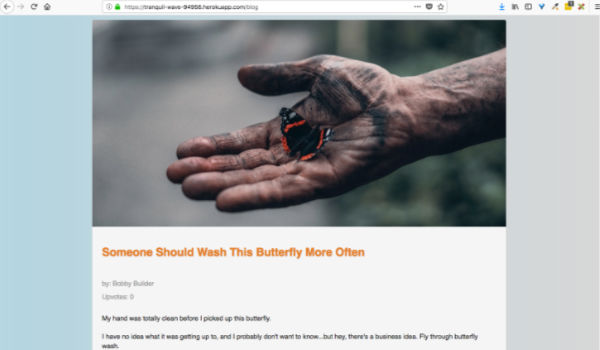 https://tranquil-wave-94958.herokuapp.com/blog
Someone Should Wash This Butterfly More Often
by: Bobby Builder
Upvotes: 0
My hand was totally clean before I picked up this butterfly.
I have no idea what it was getting up to, and I probably don't want to know...but hey, there's a business idea. Fly through butterfly
wash.